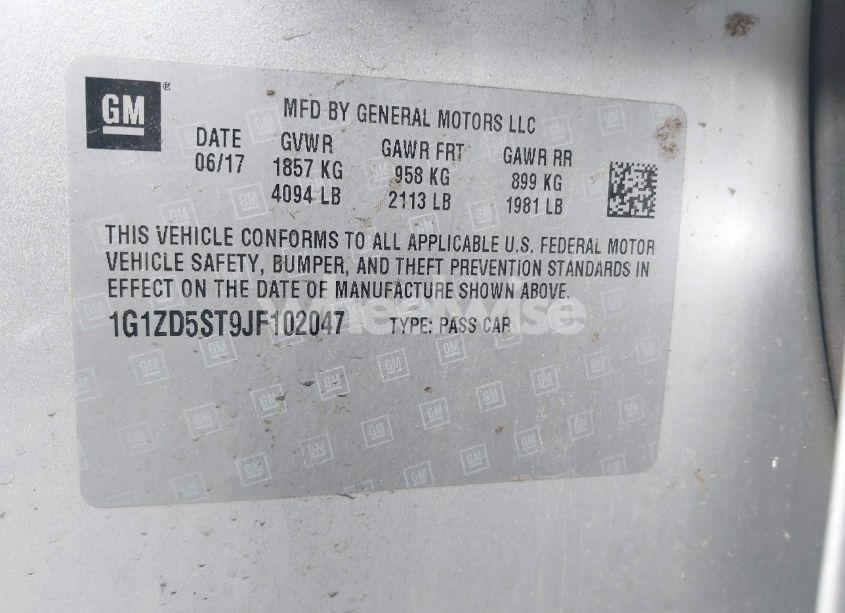 GM®
MFD BY GENERAL MOTORS LLC
DATE GVWR GAWR FRT GAWR RR
06/17 1857 KG 958 KG 899 KG
4094 LB 2113 LB 1981 LB
THIS VEHICLE CONFORMS TO ALL APPLICABLE U.S. FEDERAL MOTOR
VEHICLE SAFETY, BUMPER, AND THEFT PREVENTION STANDARDS IN
EFFECT ON THE DATE OF MANUFACTURE SHOWN ABOVE.
1G1ZD5ST9JF102047 TYPE: PASS CAR